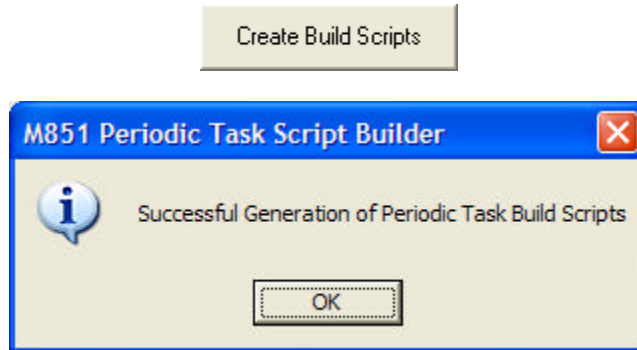 Create Build Scripts
M851 Periodic Task Script Builder
Successful Generation of Periodic Task Build Scripts
OK